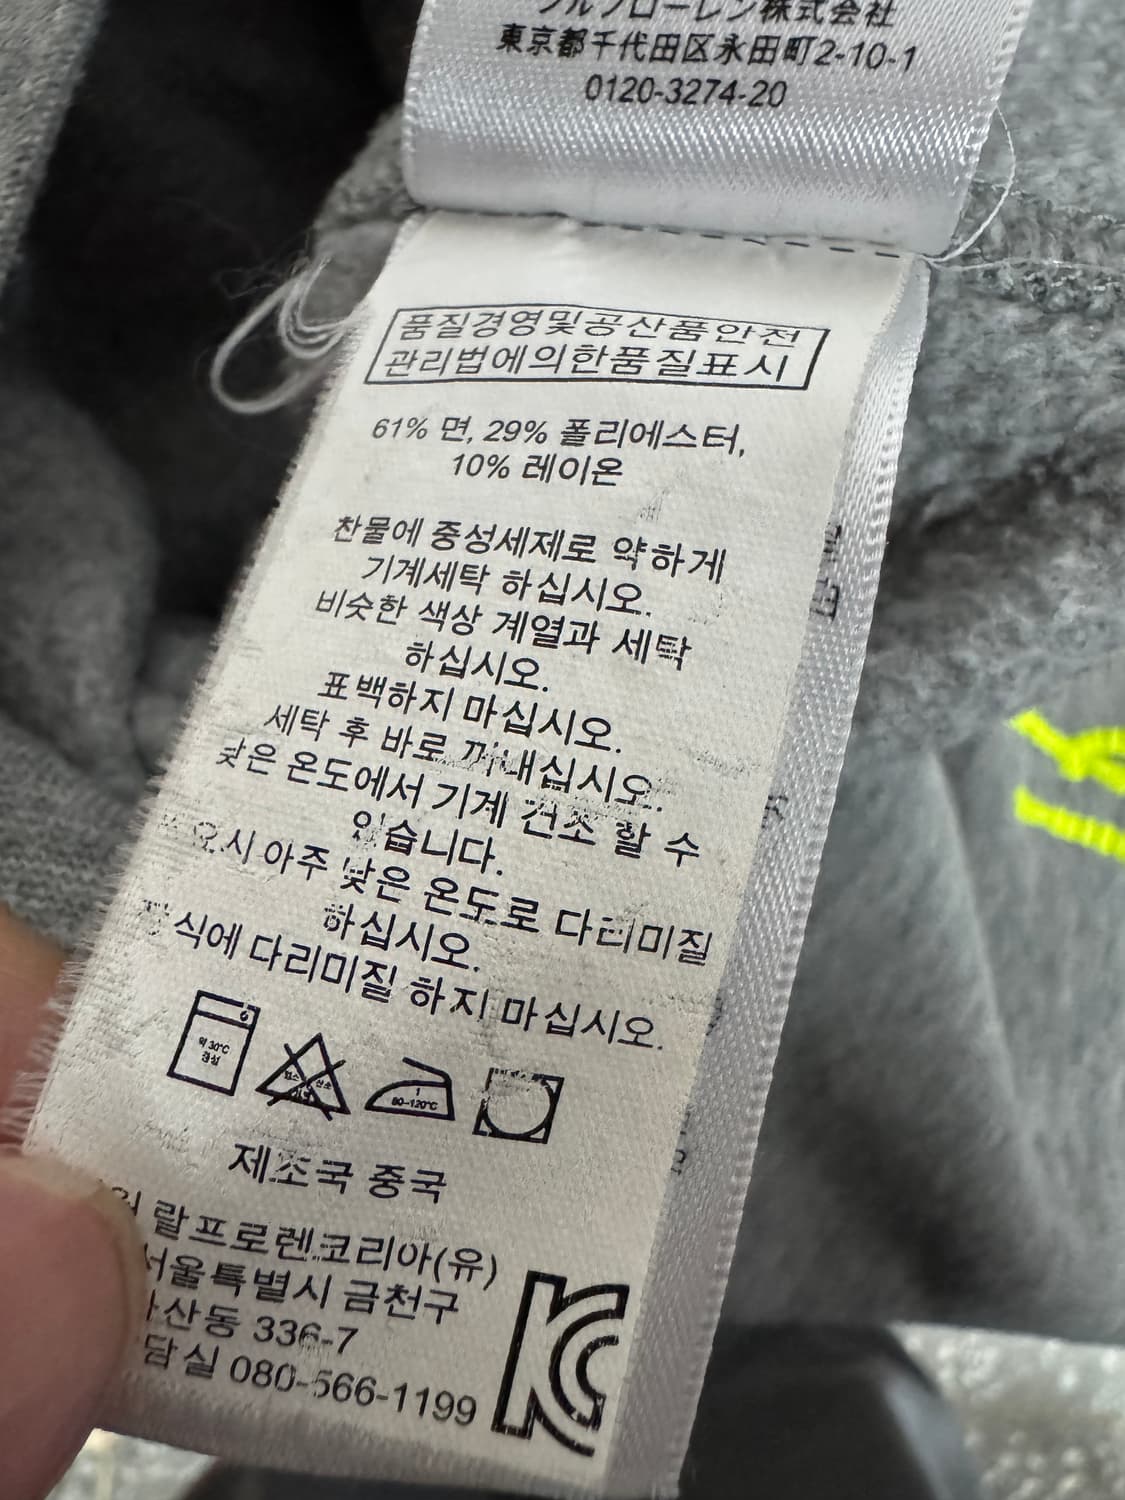 東京都千代田区永田町2-10-1
0120-3274-20
품질경영및공산품안전
관리법에의한품질표시
61% 면, 29% 폴리에스터,
10% 레이온
찬물에 중성세제로 약하게
기계세탁 하십시오.
비슷한 색상 계열과 세탁
하십시오.
표백하지 마십시오.
세탁 후 바로 꺼내십시오.
낮은 온도에서 기계 건조 할 수
있습니다.
아주 낮은 온도로 다리미질
하십시오.
다리미질 하지 마십시오.
약 30°C
중성
80-120°C
제조국 중국
랄프로렌코리아(유)
서울특별시 금천구
336-7
080-566-1199